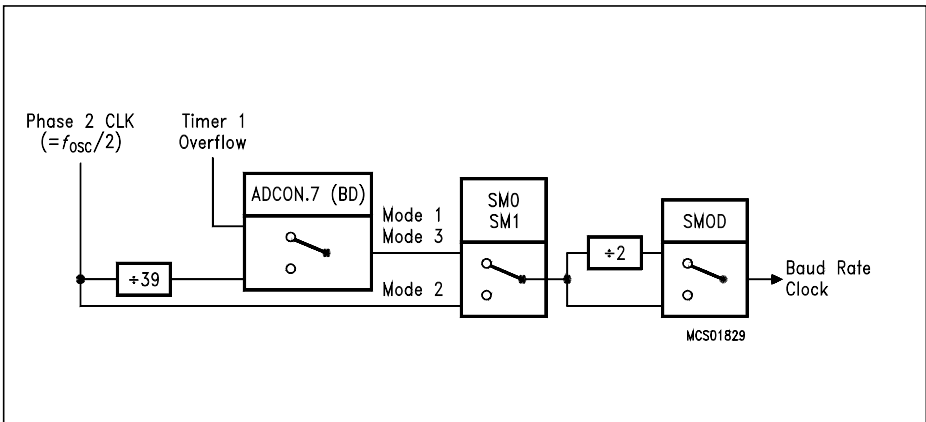 Phase 2 CLK
(=fOSC/2)
Timer 1
Overflow
ADCON.7 (BD)
Mode 1
Mode 3
SM0
SM1
SMOD
÷2
÷39
Mode 2
Baud Rate
Clock
MCS01829